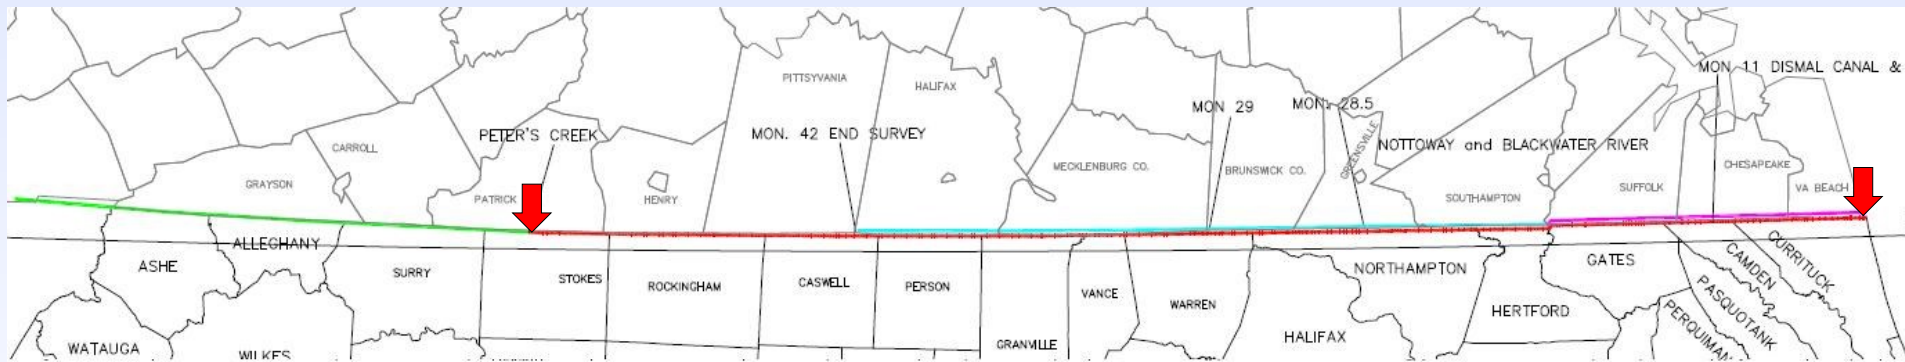 MON 11 DISMAL CANAL &
PITTSYVANIA
HALIFAX
MON 29
MON. 28.5
PETER'S CREEK
MON. 42 END SURVEY
GREENSVILLE
NOTTOWAY and BLACKWATER RIVER
CARROLL
MECKLENBURG CO.
BRUNSWICK CO.
CHESAPEAKE
GRAYSON
PATRICK
HENRY
SOUTHAMPTON
SUFFOLK
VA BEACH
ALLEGHANY
ASHE
SURRY
STOKES
ROCKINGHAM
CASWELL
PERSON
VANCE
WARREN
NORTHAMPTON
GATES
CAMDEN
CURRITUCK
HERTFORD
PASQUOTANK
WATAUGA
WILKES
GRANVILLE
HALIFAX